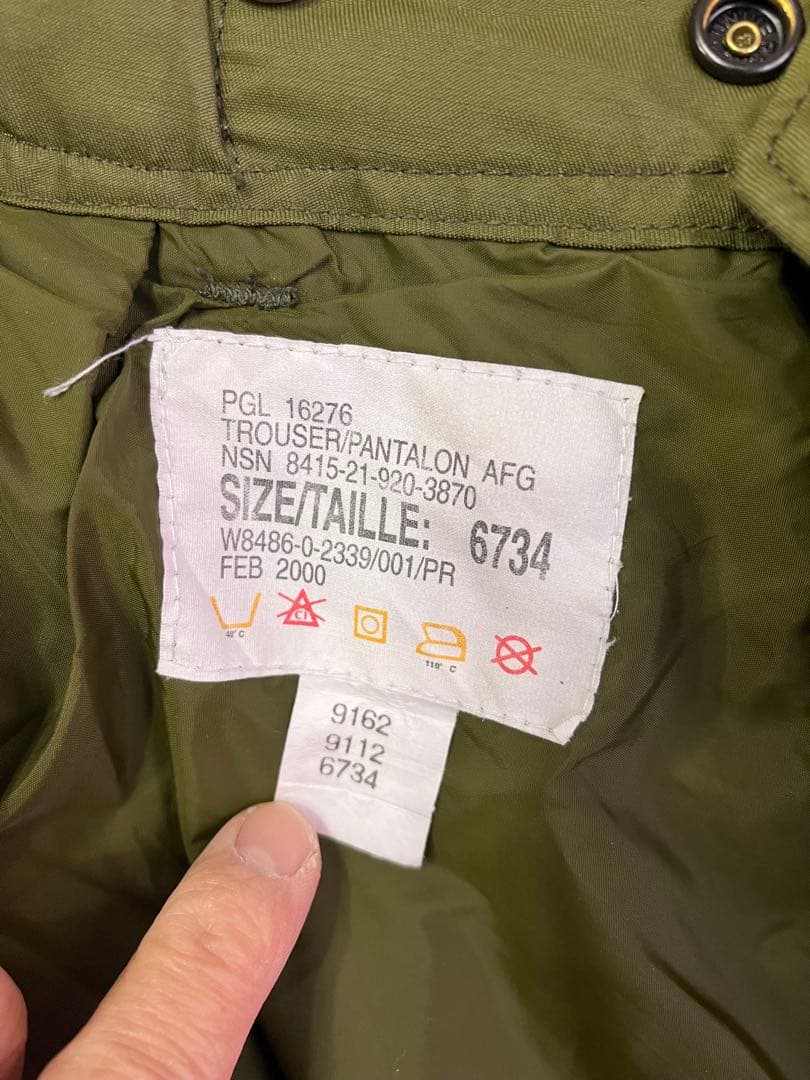 PGL 16276
TROUSER/PANTALON AFG
NSN 8415-21-920-3870
SIZE/TAILLE: 6734
W8486-0-2339/001/PR
FEB 2000
40° C
Cl
110° C
9162
9112
6734